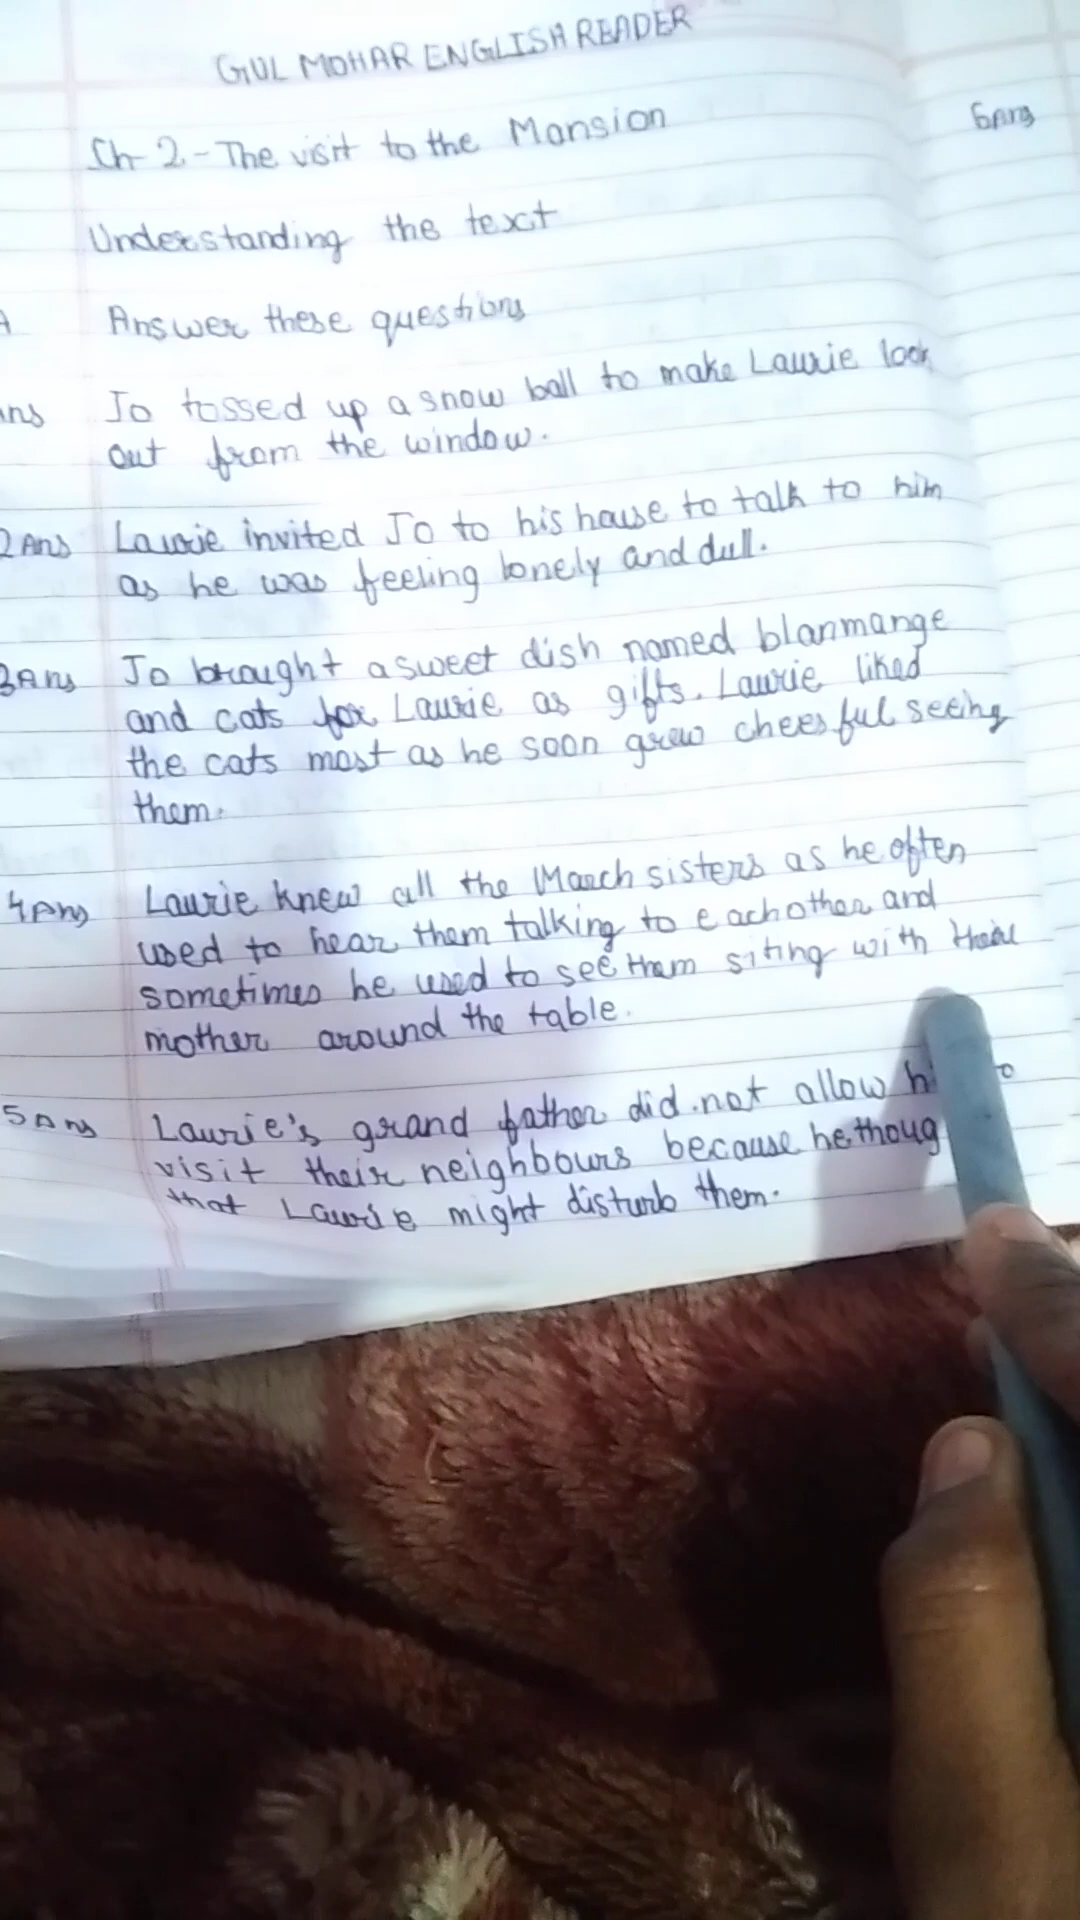 GUL MOHAR ENGLISH READER
Ch 2 - The visit to the Mansion
6Ans
Understanding the text
Answer these questions
Jo tossed up a snow ball to make Laurie look
out from the window.
2 Ans Laurie invited Jo to his house to talk to him
as he was feeling lonely and dull.
3 Ans Jo brought a sweet dish named blanmange
and cats for Laurie as gifts. Laurie liked
the cats most as he soon grew cheesful seeing
them.
4 Ans Laurie knew all the March sisters as he often
used to hear them talking to eachother and
sometimes he used to see them siting with their
mother around the table.
5 Ans Laurie's grand father did not allow
visit their neighbours because he thoug
that Laurie might disturb them.